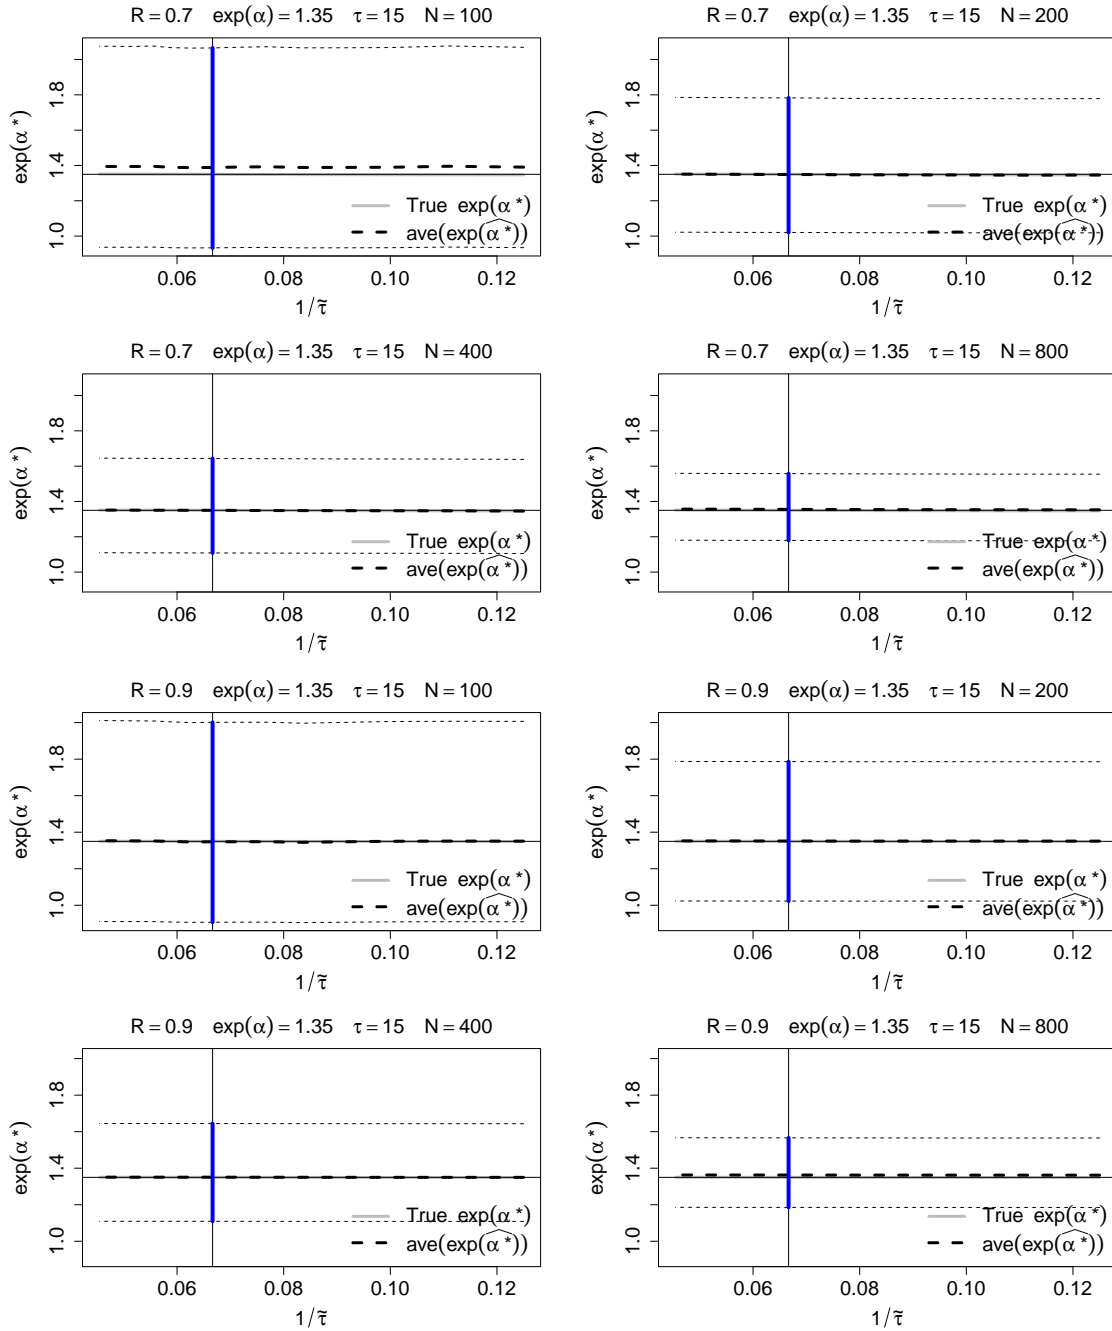 R = 0.7 exp(α) = 1.35 τ = 15 N = 100
exp(α*)
1.0 1.4 1.8
True exp(α*)
ave(exp(α̂*))
0.06 0.08 0.10 0.12
1/τ̃
R = 0.7 exp(α) = 1.35 τ = 15 N = 200
exp(α*)
1.0 1.4 1.8
True exp(α*)
ave(exp(α̂*))
0.06 0.08 0.10 0.12
1/τ̃
R = 0.7 exp(α) = 1.35 τ = 15 N = 400
exp(α*)
1.0 1.4 1.8
True exp(α*)
ave(exp(α̂*))
0.06 0.08 0.10 0.12
1/τ̃
R = 0.7 exp(α) = 1.35 τ = 15 N = 800
exp(α*)
1.0 1.4 1.8
True exp(α*)
ave(exp(α̂*))
0.06 0.08 0.10 0.12
1/τ̃
R = 0.9 exp(α) = 1.35 τ = 15 N = 100
exp(α*)
1.0 1.4 1.8
True exp(α*)
ave(exp(α̂*))
0.06 0.08 0.10 0.12
1/τ̃
R = 0.9 exp(α) = 1.35 τ = 15 N = 200
exp(α*)
1.0 1.4 1.8
True exp(α*)
ave(exp(α̂*))
0.06 0.08 0.10 0.12
1/τ̃
R = 0.9 exp(α) = 1.35 τ = 15 N = 400
exp(α*)
1.0 1.4 1.8
True exp(α*)
ave(exp(α̂*))
0.06 0.08 0.10 0.12
1/τ̃
R = 0.9 exp(α) = 1.35 τ = 15 N = 800
exp(α*)
1.0 1.4 1.8
True exp(α*)
ave(exp(α̂*))
0.06 0.08 0.10 0.12
1/τ̃